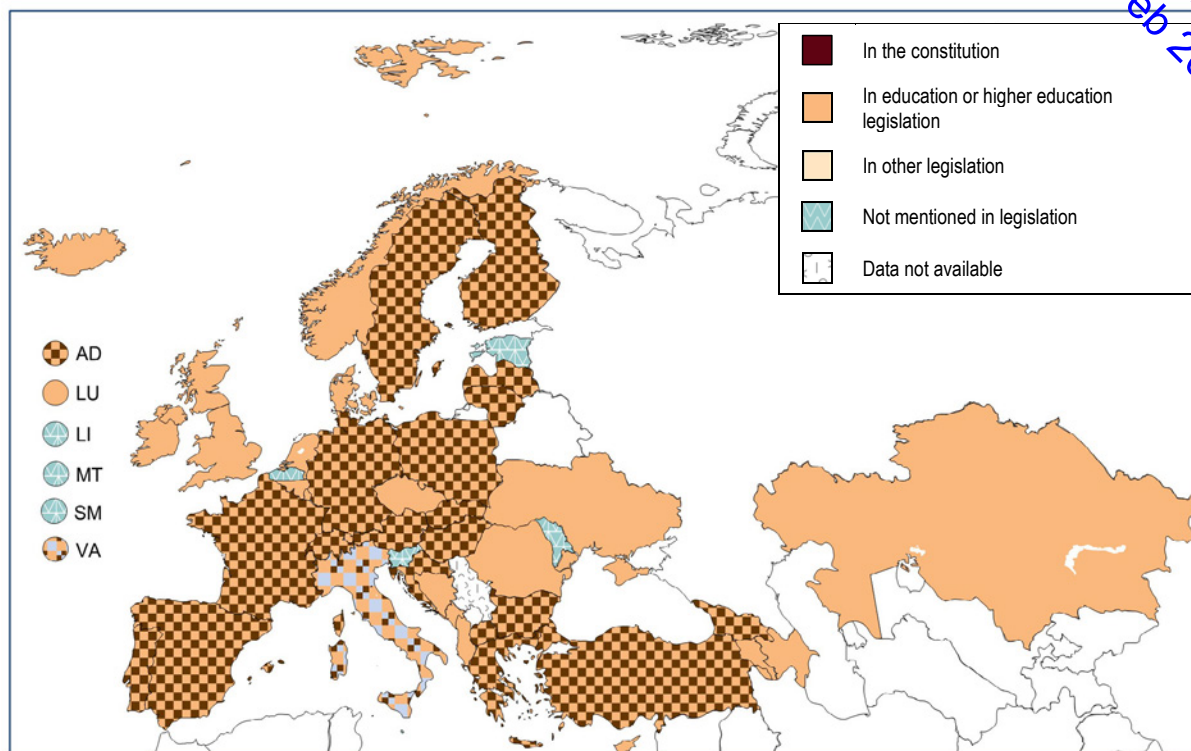 In the constitution
In education or higher education
legislation
In other legislation
Not mentioned in legislation
Data not available
AD
LU
LI
MT
SM
VA